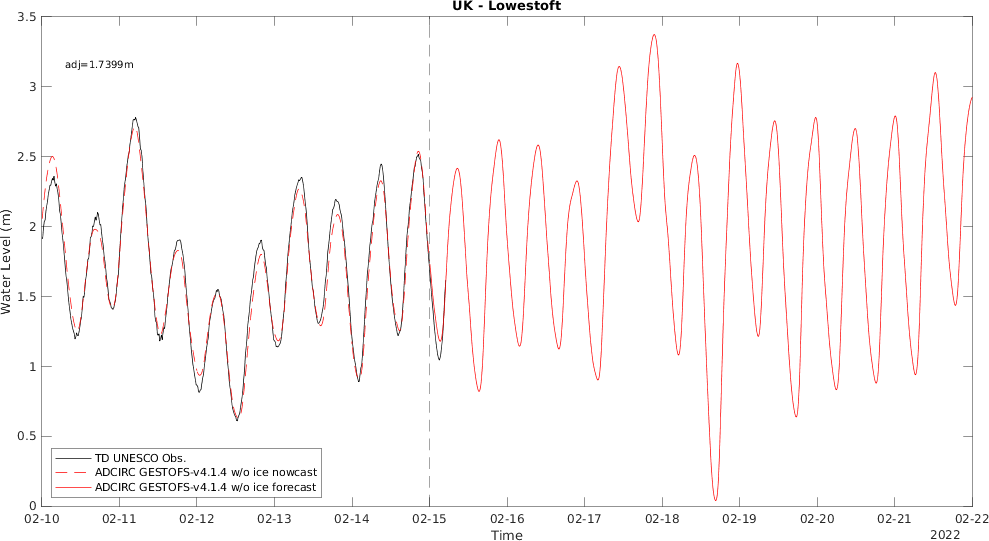 UK - Lowestoft
adj=1.7399m
Water Level (m)
3.5
3
2.5
2
1.5
1
0.5
0
TD UNESCO Obs.
ADCIRC GESTOFS-v4.1.4 w/o ice nowcast
ADCIRC GESTOFS-v4.1.4 w/o ice forecast
02-10 02-11 02-12 02-13 02-14 02-15 02-16 02-17 02-18 02-19 02-20 02-21 02-22
Time
2022